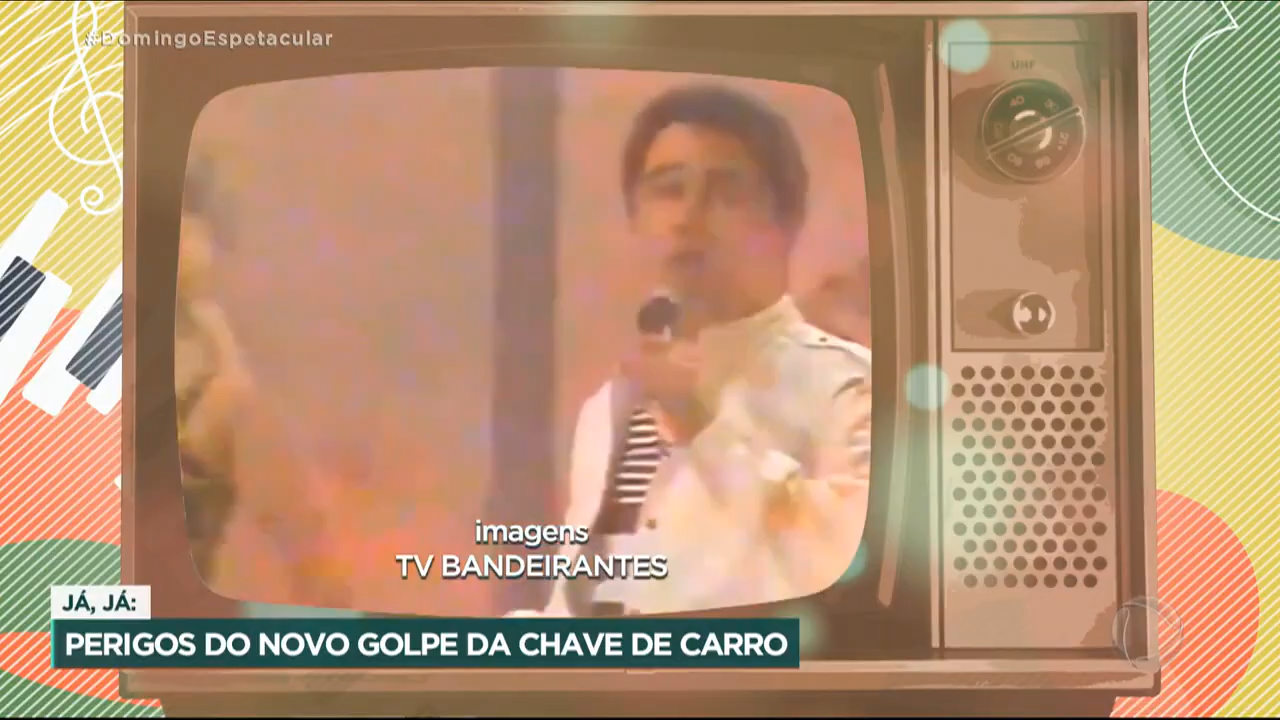 #DomingoEspetacular
UHF
imagens
TV BANDEIRANTES
JÁ, JÁ:
PERIGOS DO NOVO GOLPE DA CHAVE DE CARRO